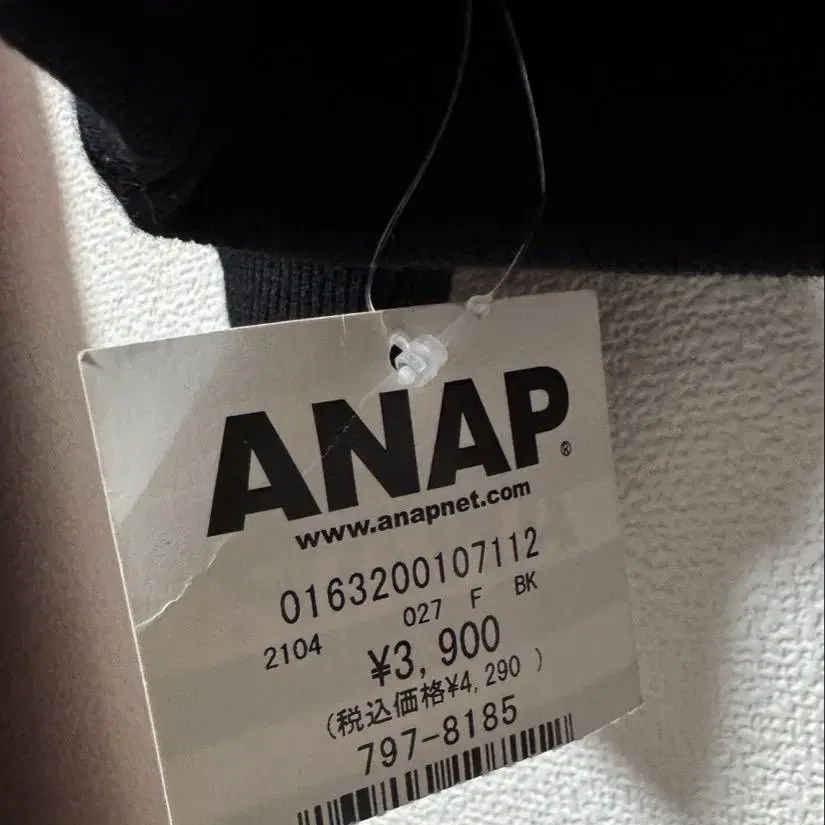 ANAP®
www.anapnet.com
0163200107112
2104 027 F BK
¥3,900
(税込価格¥4,290 )
797-8185